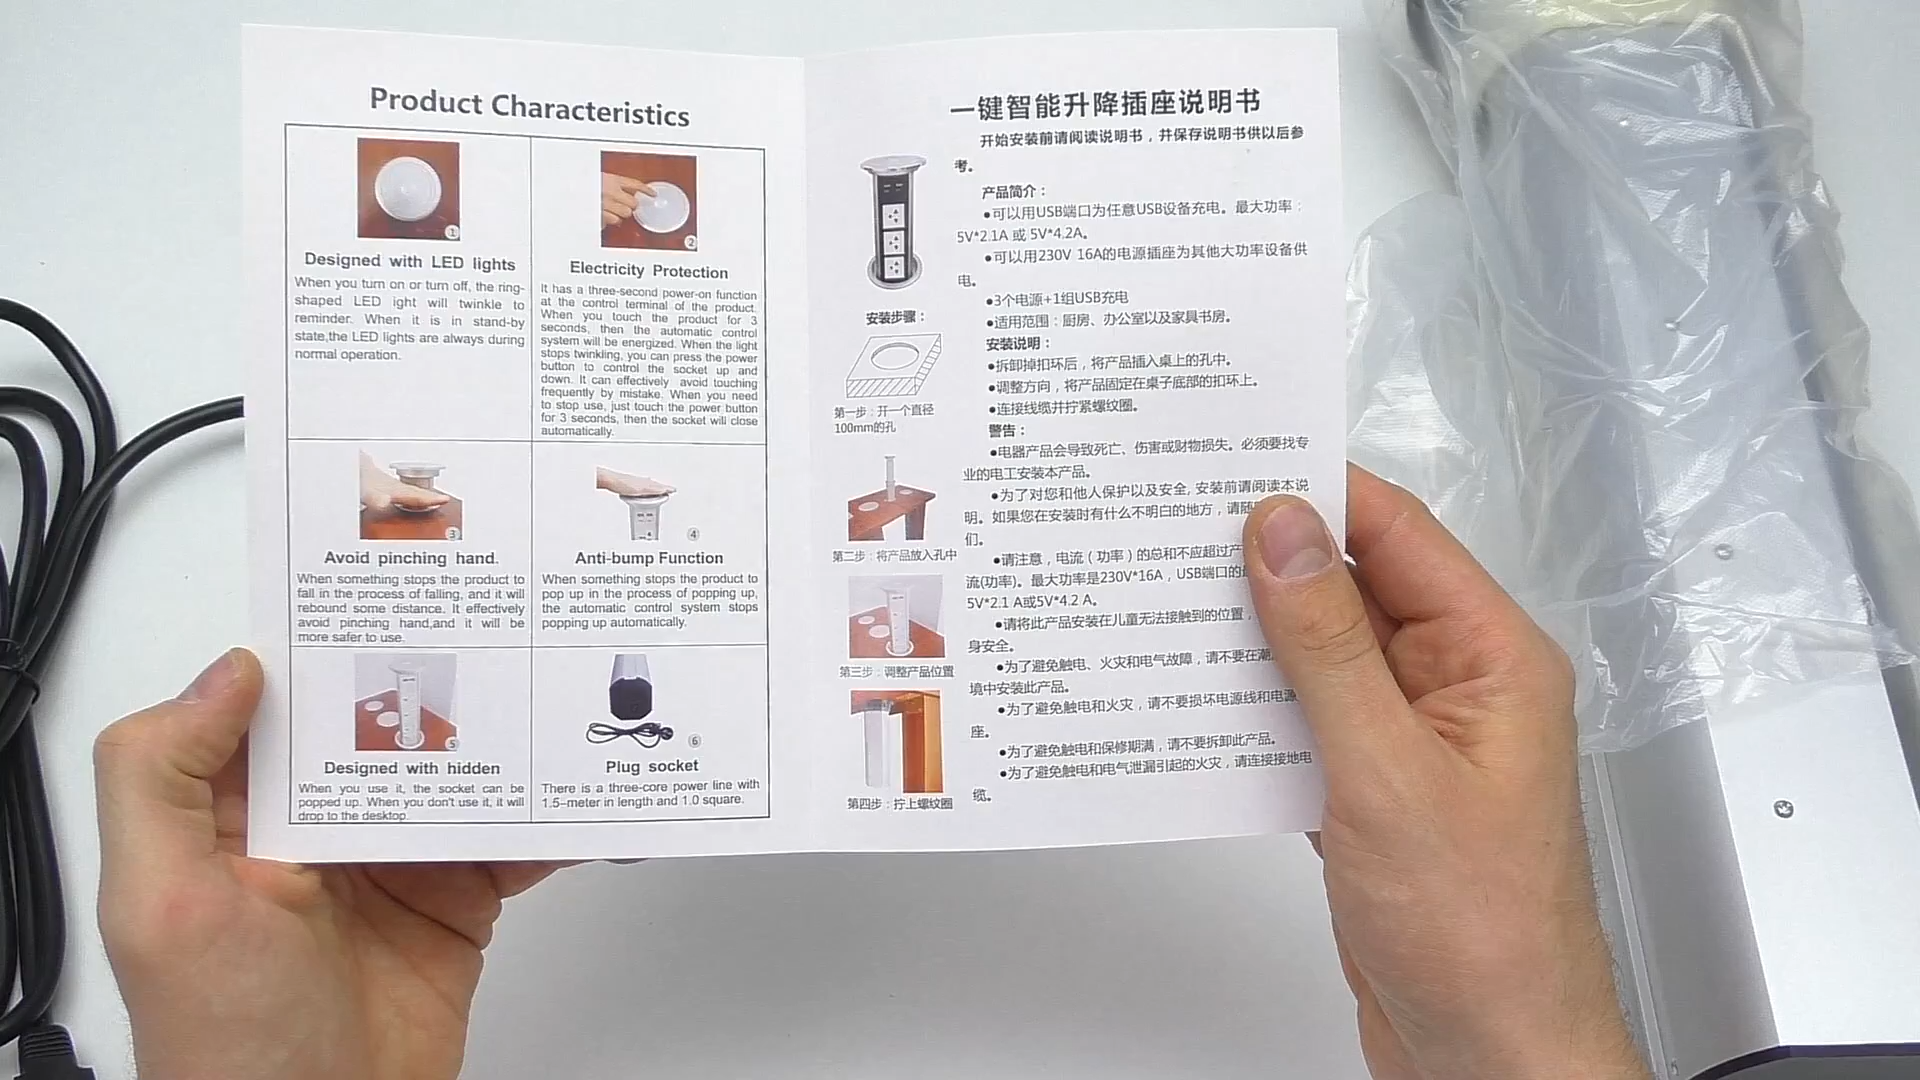 Product Characteristics
①
Designed with LED lights
When you turn on or turn off, the ring-
shaped LED ight will twinkle to
reminder. When it is in stand-by
state,the LED lights are always during
normal operation.
②
Electricity Protection
It has a three-second power-on function
at the control terminal of the product.
When you touch the product for 3
seconds, then the automatic control
system will be energized. When the light
stops twinkling, you can press the power
button to control the socket up and
down. It can effectively avoid touching
frequently by mistake. When you need
to stop use, just touch the power button
for 3 seconds, then the socket will close
automatically.
③
Avoid pinching hand.
When something stops the product to
fall in the process of falling, and it will
rebound some distance. It effectively
avoid pinching hand,and it will be
more safer to use.
④
Anti-bump Function
When something stops the product to
pop up in the process of popping up,
the automatic control system stops
popping up automatically.
⑤
Designed with hidden
When you use it, the socket can be
popped up. When you don't use it, it will
drop to the desktop.
⑥
Plug socket
There is a three-core power line with
1.5-meter in length and 1.0 square.
一键智能升降插座说明书
开始安装前请阅读说明书，并保存说明书供以后参
考。
产品简介：
●可以用USB端口为任意USB设备充电。最大功率：
5V*2.1A 或 5V*4.2A。
●可以用230V 16A的电源插座为其他大功率设备供
电。
●3个电源+1组USB充电
●适用范围：厨房、办公室以及家具书房。
安装说明：
●拆卸掉扣环后，将产品插入桌上的孔中。
●调整方向，将产品固定在桌子底部的扣环上。
●连接线缆并拧紧螺纹圈。
警告：
●电器产品会导致死亡、伤害或财物损失。必须要找专
业的电工安装本产品。
●为了对您和他人保护以及安全, 安装前请阅读本说
明。如果您在安装时有什么不明白的地方，请随
们。
●请注意，电流（功率）的总和不应超过产
流(功率)。最大功率是230V*16A，USB端口的
5V*2.1 A或5V*4.2 A。
●请将此产品安装在儿童无法接触到的位置，
身安全。
●为了避免触电、火灾和电气故障，请不要在潮
境中安装此产品。
●为了避免触电和火灾，请不要损坏电源线和电源
座。
●为了避免触电和保修期满，请不要拆卸此产品。
●为了避免触电和电气泄漏引起的火灾，请连接接地电
缆。
安装步骤：
第一步：开一个直径
100mm的孔
第二步：将产品放入孔中
第三步：调整产品位置
第四步：拧上螺纹圈